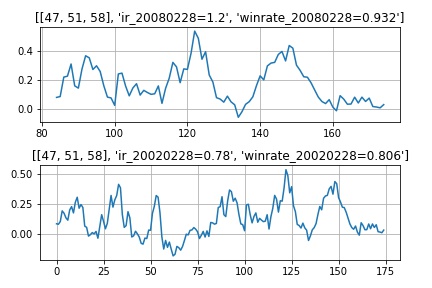 [[47, 51, 58], 'ir_20080228=1.2', 'winrate_20080228=0.932']
0.4
0.2
0.0
80 100 120 140 160
[[47, 51, 58], 'ir_20020228=0.78', 'winrate_20020228=0.806']
0.50
0.25
0.00
0 25 50 75 100 125 150 175